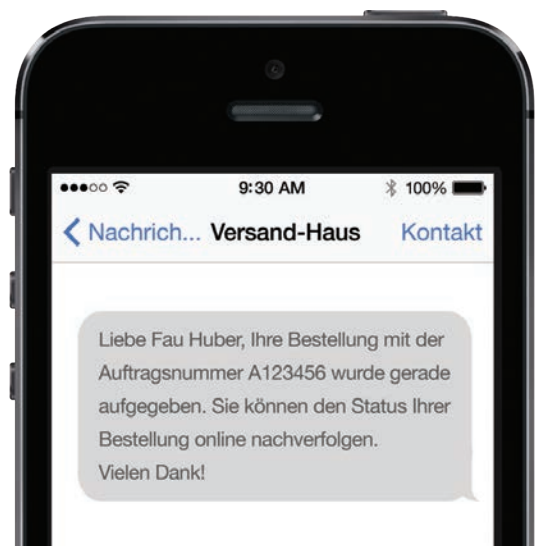 9:30 AM 100%
Nachrich... Versand-Haus Kontakt
Liebe Fau Huber, Ihre Bestellung mit der
Auftragsnummer A123456 wurde gerade
aufgegeben. Sie können den Status Ihrer
Bestellung online nachverfolgen.
Vielen Dank!